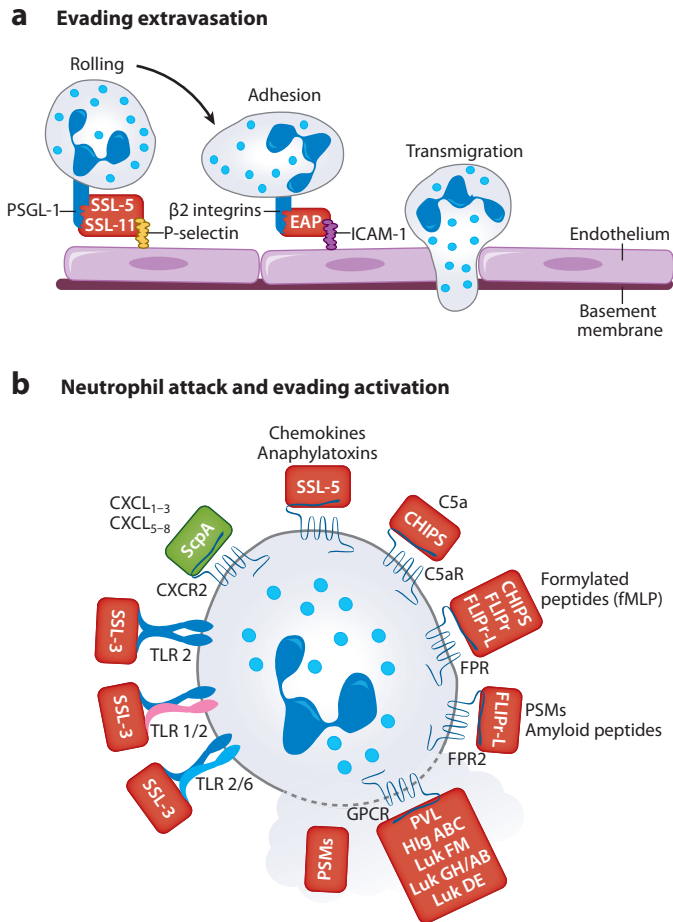 a Evading extravasation
Rolling
Adhesion
Transmigration
PSGL-1
SSL-5
SSL-11
P-selectin
β2 integrins
EAP
ICAM-1
Endothelium
Basement
membrane
b Neutrophil attack and evading activation
Chemokines
Anaphylatoxins
SSL-5
CXCL1–3
CXCL5–8
ScpA
CXCR2
C5a
CHIPS
C5aR
Formylated
peptides (fMLP)
CHIPS
FLIPr
FLIPr-L
FPR
SSL-3
TLR 2
SSL-3
TLR 1/2
SSL-3
TLR 2/6
PSMs
Amyloid peptides
FLIPr-L
FPR2
GPCR
PSMs
PVL
Hlg ABC
Luk FM
Luk GH/AB
Luk DE